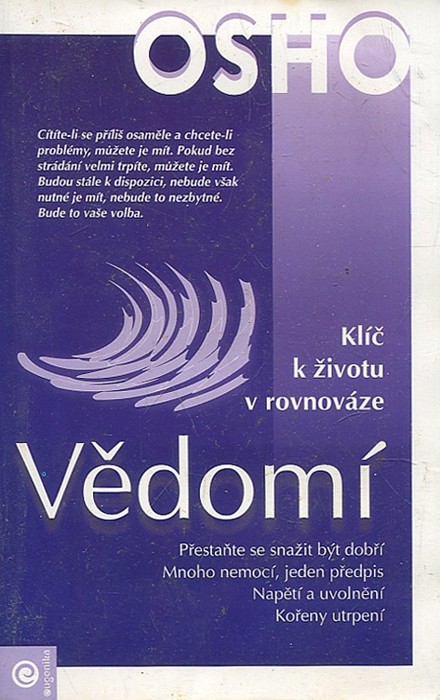 OSHO
Cítíte-li se příliš osaměle a chcete-li
problémy, můžete je mít. Pokud bez
strádání velmi trpíte, můžete je mít.
Budou stále k dispozici, nebude však
nutné je mít, nebude to nezbytné.
Bude to vaše volba.
Klíč
k životu
v rovnováze
Vědomí
Přestaňte se snažit být dobří
Mnoho nemocí, jeden předpis
Napětí a uvolnění
Kořeny utrpení
eugenika